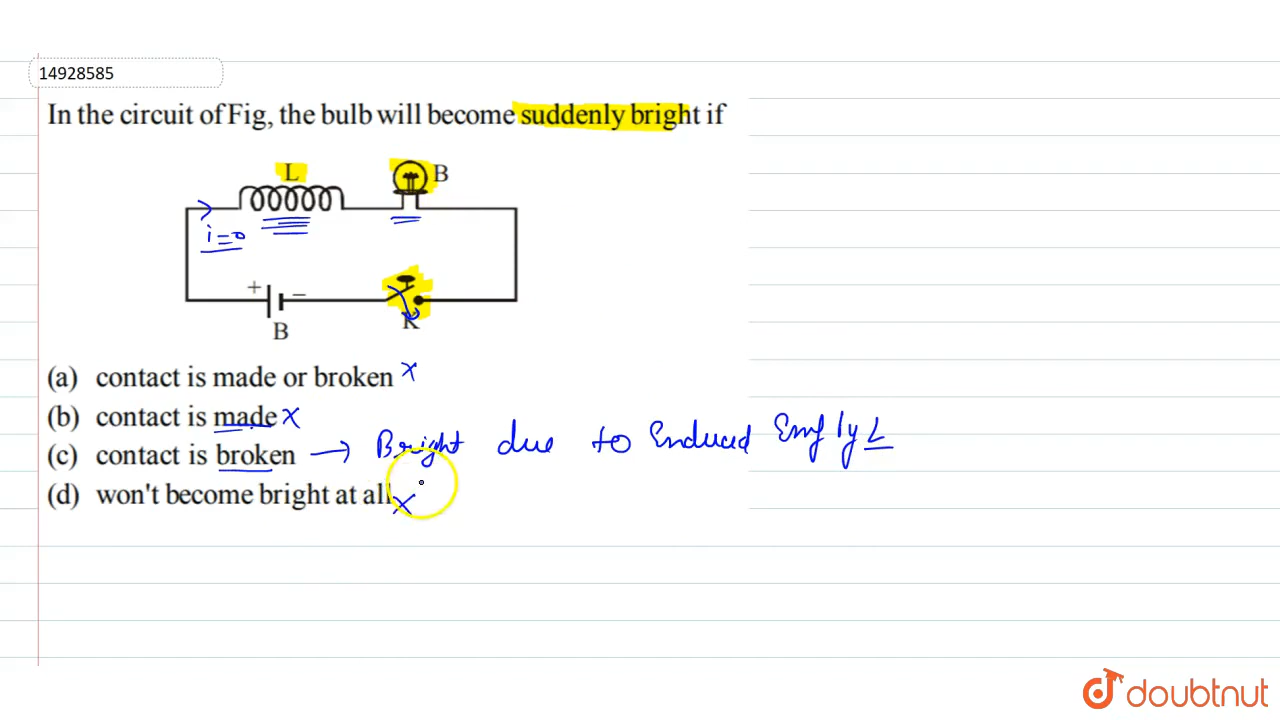 14928585
In the circuit of Fig, the bulb will become suddenly bright if
L
B
i=0
+
–
B
K
(a) contact is made or broken x
(b) contact is made x
(c) contact is broken → Bright due to Enduced Emf by L
(d) won't become bright at all x
doubtnut